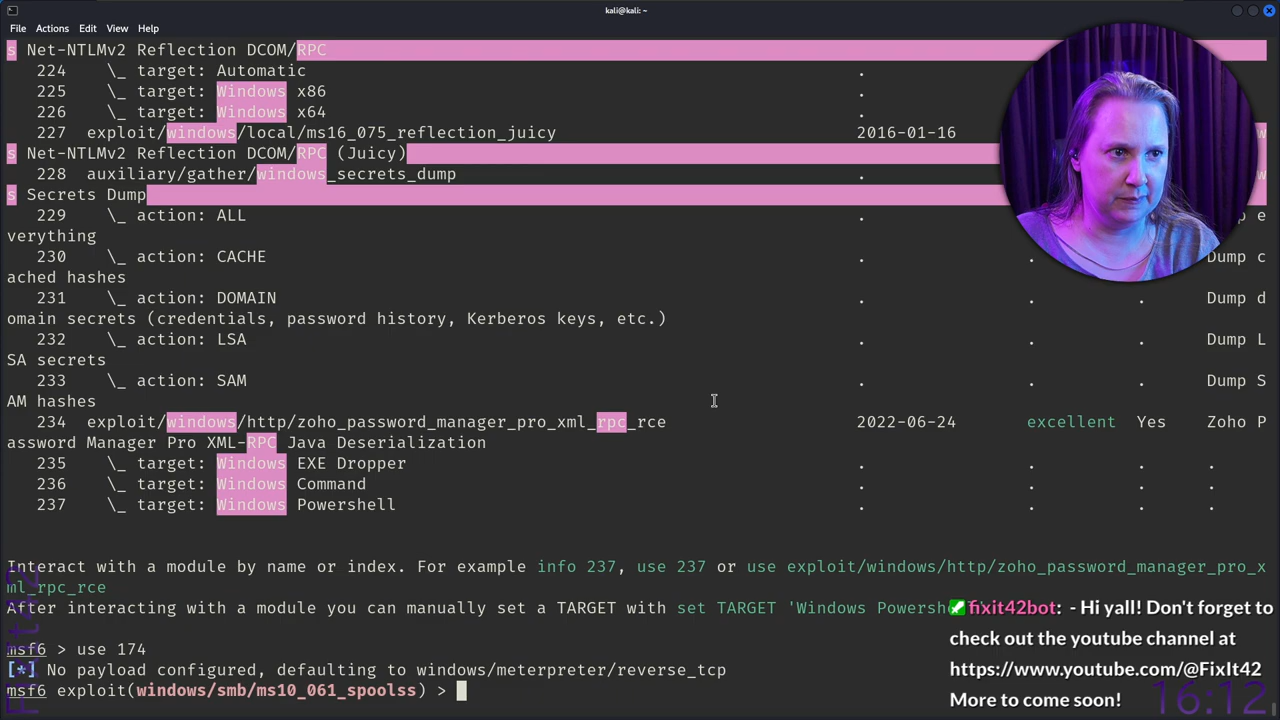 kali@kali: ~
File Actions Edit View Help
s Net-NTLMv2 Reflection DCOM/RPC
224 \_ target: Automatic . 
225 \_ target: Windows x86 .
226 \_ target: Windows x64 .
227 exploit/windows/local/ms16_075_reflection_juicy 2016-01-16 w
s Net-NTLMv2 Reflection DCOM/RPC (Juicy)
228 auxiliary/gather/windows_secrets_dump . w
s Secrets Dump
229 \_ action: ALL . e
verything
230 \_ action: CACHE . . . Dump c
ached hashes
231 \_ action: DOMAIN . . . Dump d
omain secrets (credentials, password history, Kerberos keys, etc.)
232 \_ action: LSA . . . Dump L
SA secrets
233 \_ action: SAM . . . Dump S
AM hashes
234 exploit/windows/http/zoho_password_manager_pro_xml_rpc_rce 2022-06-24 excellent Yes Zoho P
assword Manager Pro XML-RPC Java Deserialization
235 \_ target: Windows EXE Dropper . . . .
236 \_ target: Windows Command . . . .
237 \_ target: Windows Powershell . . . .
Interact with a module by name or index. For example info 237, use 237 or use exploit/windows/http/zoho_password_manager_pro_x
ml_rpc_rce
After interacting with a module you can manually set a TARGET with set TARGET 'Windows Powersh
msf6 > use 174
[*] No payload configured, defaulting to windows/meterpreter/reverse_tcp
msf6 exploit(windows/smb/ms10_061_spoolss) >
fixit42bot: - Hi yall! Don't forget to
check out the youtube channel at
https://www.youtube.com/@FixIt42
More to come soon!
16:12